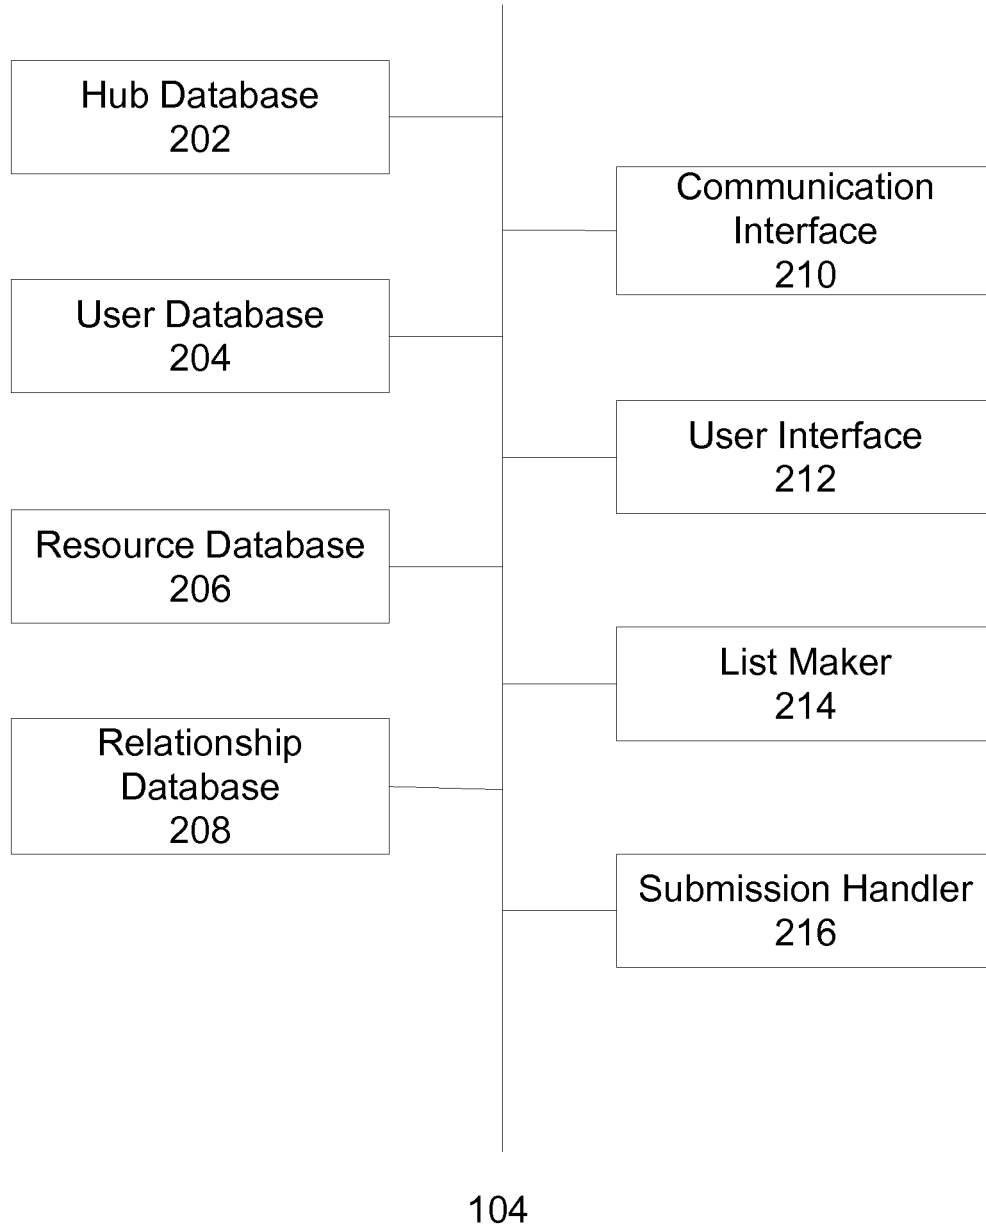 Hub Database
202
Communication
Interface
210
User Database
204
User Interface
212
Resource Database
206
List Maker
214
Relationship
Database
208
Submission Handler
216
104